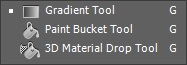 Gradient Tool G
Paint Bucket Tool G
3D Material Drop Tool G